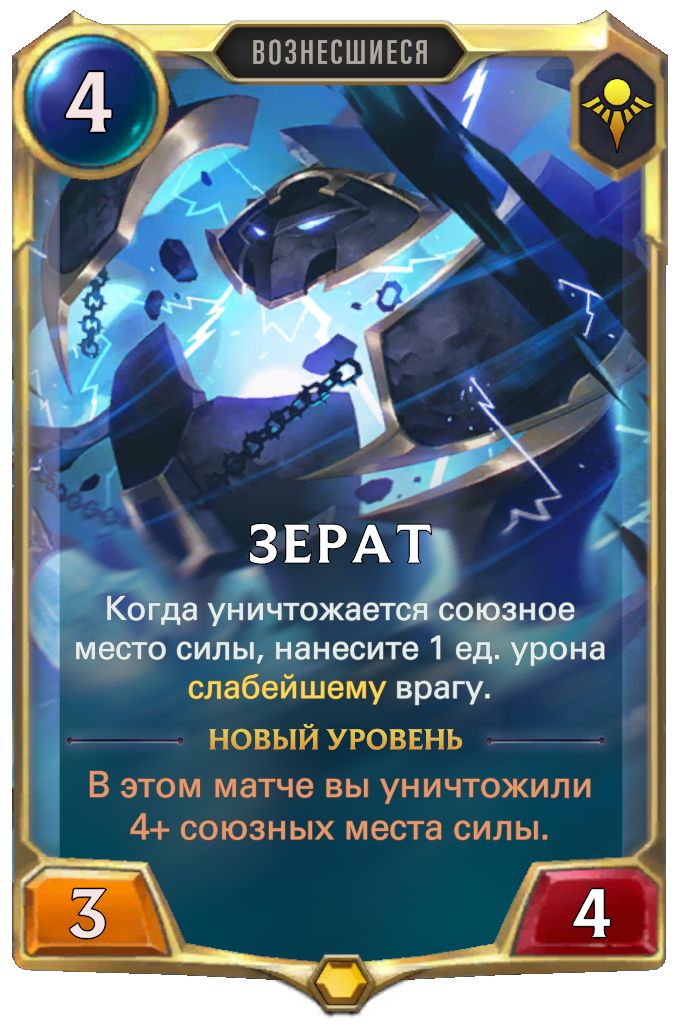 ВОЗНЕСШИЕСЯ
4
ЗЕРАТ
Когда уничтожается союзное
место силы, нанесите 1 ед. урона
слабейшему врагу.
НОВЫЙ УРОВЕНЬ
В этом матче вы уничтожили
4+ союзных места силы.
3
4